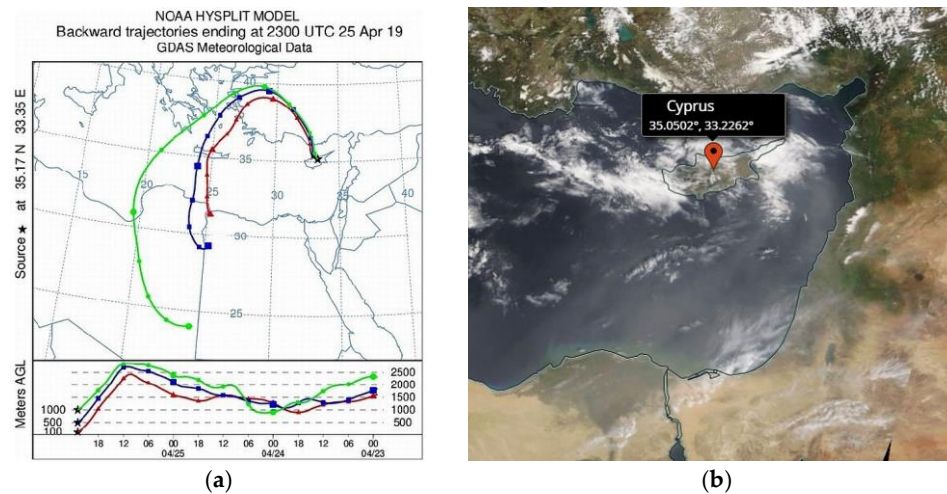 NOAA HYSPLIT MODEL
Backward trajectories ending at 2300 UTC 25 Apr 19
GDAS Meteorological Data
Source ★ at 35.17 N 33.35 E
40
35
15
20
25
30
35
40
30
25
Meters AGL
2500
2000
1500
1000
500
1000
500
100
18 12 06 00 18 12 06 00 18 12 06 00
04/25 04/24 04/23
(a)
Cyprus
35.0502°, 33.2262°
(b)